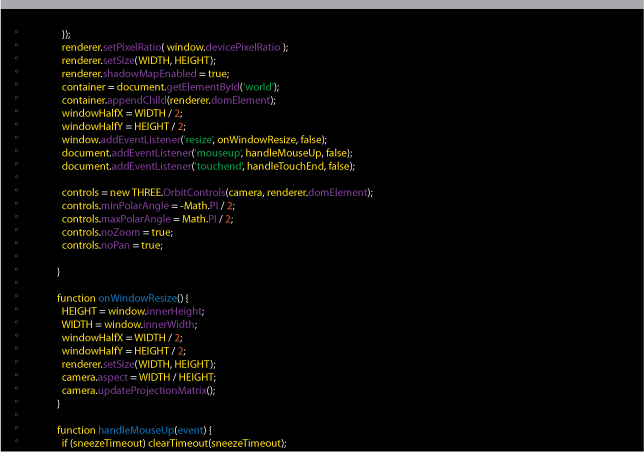 });
renderer.setPixelRatio( window.devicePixelRatio );
renderer.setSize(WIDTH, HEIGHT);
renderer.shadowMapEnabled = true;
container = document.getElementById('world');
container.appendChild(renderer.domElement);
windowHalfX = WIDTH / 2;
windowHalfY = HEIGHT / 2;
window.addEventListener('resize', onWindowResize, false);
document.addEventListener('mouseup', handleMouseUp, false);
document.addEventListener('touchend', handleTouchEnd, false);
controls = new THREE.OrbitControls(camera, renderer.domElement);
controls.minPolarAngle = -Math.PI / 2;
controls.maxPolarAngle = Math.PI / 2;
controls.noZoom = true;
controls.noPan = true;
}
function onWindowResize() {
HEIGHT = window.innerHeight;
WIDTH = window.innerWidth;
windowHalfX = WIDTH / 2;
windowHalfY = HEIGHT / 2;
renderer.setSize(WIDTH, HEIGHT);
camera.aspect = WIDTH / HEIGHT;
camera.updateProjectionMatrix();
}
function handleMouseUp(event) {
if (sneezeTimeout) clearTimeout(sneezeTimeout);